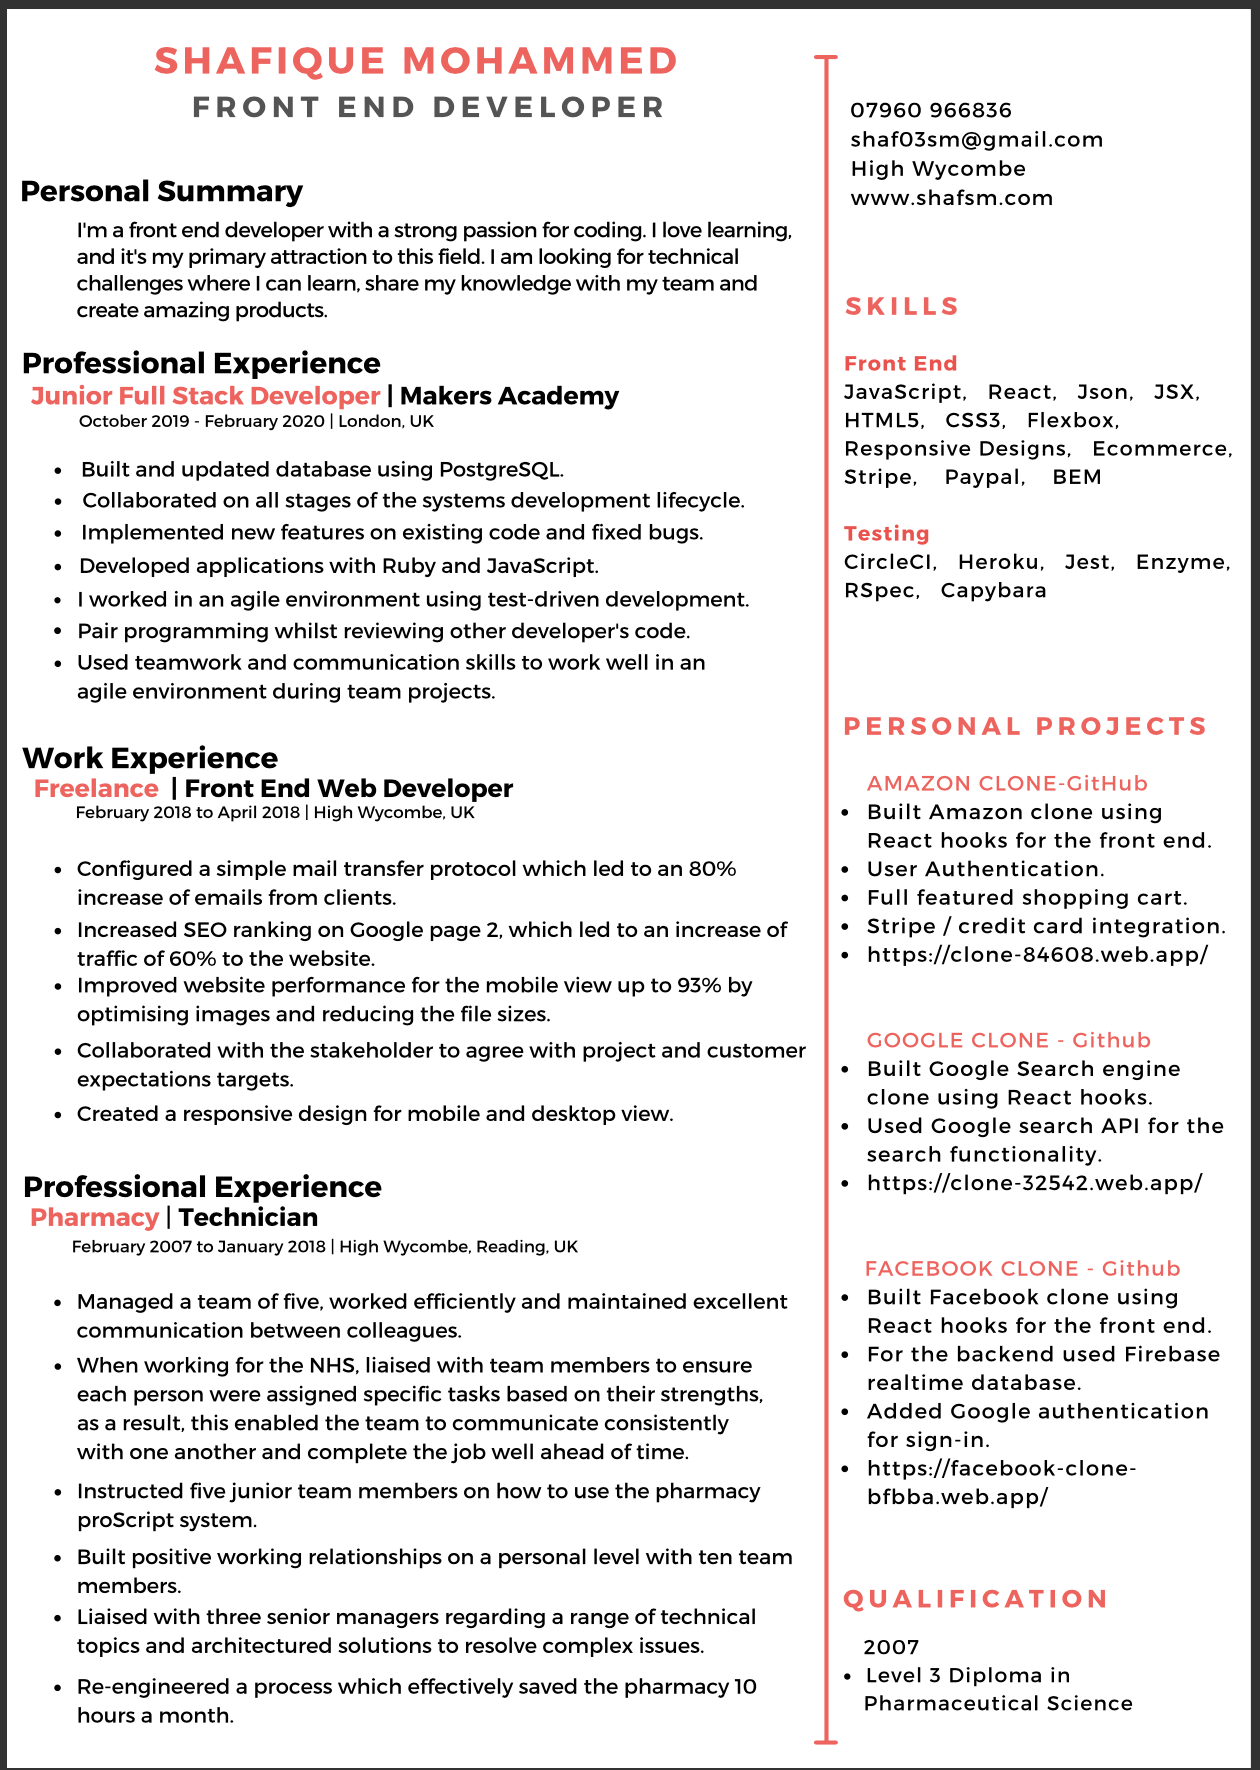 SHAFIQUE MOHAMMED
FRONT END DEVELOPER
Personal Summary
I'm a front end developer with a strong passion for coding. I love learning,
and it's my primary attraction to this field. I am looking for technical
challenges where I can learn, share my knowledge with my team and
create amazing products.
Professional Experience
Junior Full Stack Developer | Makers Academy
October 2019 - February 2020 | London, UK
• Built and updated database using PostgreSQL.
• Collaborated on all stages of the systems development lifecycle.
• Implemented new features on existing code and fixed bugs.
• Developed applications with Ruby and JavaScript.
• I worked in an agile environment using test-driven development.
• Pair programming whilst reviewing other developer's code.
• Used teamwork and communication skills to work well in an
agile environment during team projects.
Work Experience
Freelance | Front End Web Developer
February 2018 to April 2018 | High Wycombe, UK
• Configured a simple mail transfer protocol which led to an 80%
increase of emails from clients.
• Increased SEO ranking on Google page 2, which led to an increase of
traffic of 60% to the website.
• Improved website performance for the mobile view up to 93% by
optimising images and reducing the file sizes.
• Collaborated with the stakeholder to agree with project and customer
expectations targets.
• Created a responsive design for mobile and desktop view.
Professional Experience
Pharmacy | Technician
February 2007 to January 2018 | High Wycombe, Reading, UK
• Managed a team of five, worked efficiently and maintained excellent
communication between colleagues.
• When working for the NHS, liaised with team members to ensure
each person were assigned specific tasks based on their strengths,
as a result, this enabled the team to communicate consistently
with one another and complete the job well ahead of time.
• Instructed five junior team members on how to use the pharmacy
proScript system.
• Built positive working relationships on a personal level with ten team
members.
• Liaised with three senior managers regarding a range of technical
topics and architectured solutions to resolve complex issues.
• Re-engineered a process which effectively saved the pharmacy 10
hours a month.
07960 966836
shaf03sm@gmail.com
High Wycombe
www.shafsm.com
SKILLS
Front End
JavaScript, React, Json, JSX,
HTML5, CSS3, Flexbox,
Responsive Designs, Ecommerce,
Stripe, Paypal, BEM
Testing
CircleCI, Heroku, Jest, Enzyme,
RSpec, Capybara
PERSONAL PROJECTS
AMAZON CLONE-GitHub
• Built Amazon clone using
React hooks for the front end.
• User Authentication.
• Full featured shopping cart.
• Stripe / credit card integration.
• https://clone-84608.web.app/
GOOGLE CLONE - Github
• Built Google Search engine
clone using React hooks.
• Used Google search API for the
search functionality.
• https://clone-32542.web.app/
FACEBOOK CLONE - Github
• Built Facebook clone using
React hooks for the front end.
• For the backend used Firebase
realtime database.
• Added Google authentication
for sign-in.
• https://facebook-clone-
bfbba.web.app/
QUALIFICATION
2007
• Level 3 Diploma in
Pharmaceutical Science